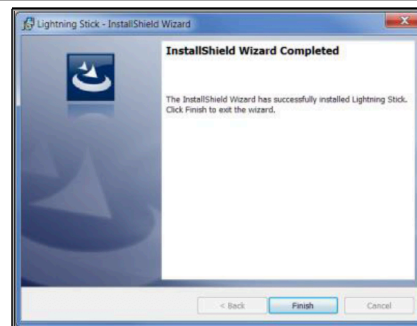 Lightning Stick - InstallShield Wizard
InstallShield Wizard Completed
The InstallShield Wizard has successfully installed Lightning Stick.
Click Finish to exit the wizard.
< Back
Finish
Cancel